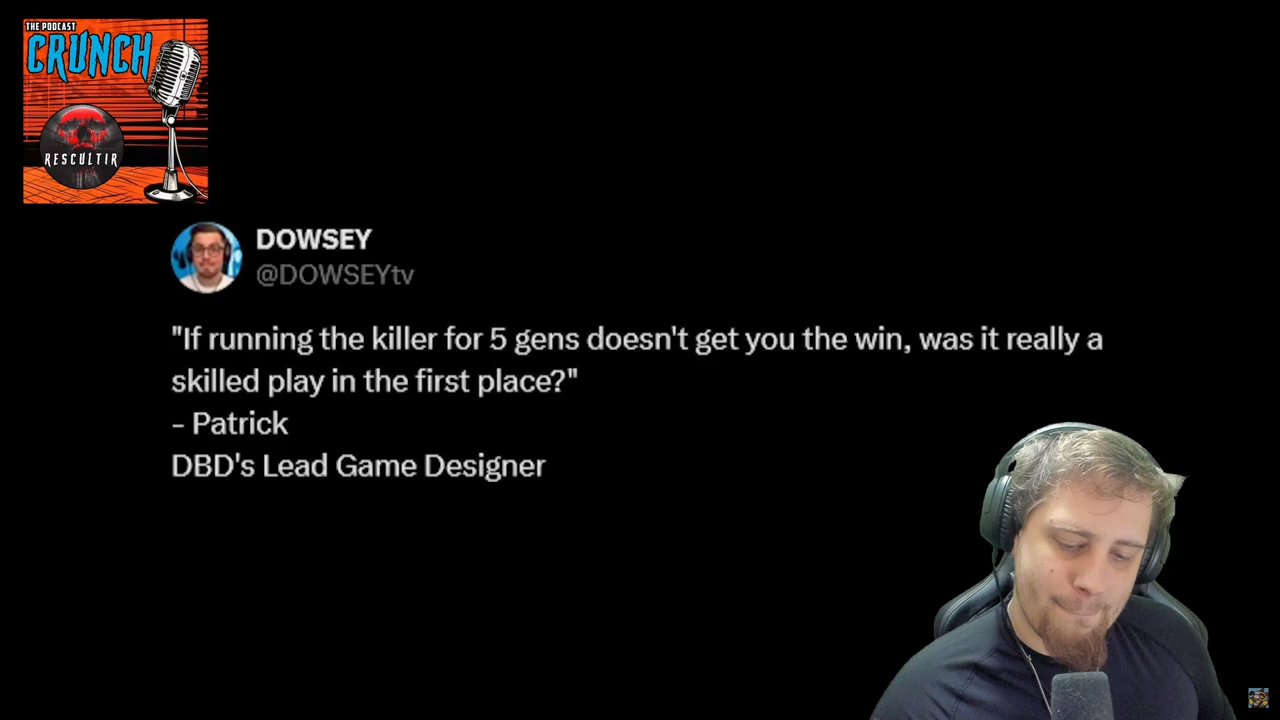 THE PODCAST
CRUNCH
RESCULTIR
DOWSEY
@DOWSEYtv
"If running the killer for 5 gens doesn't get you the win, was it really a
skilled play in the first place?"
- Patrick
DBD's Lead Game Designer